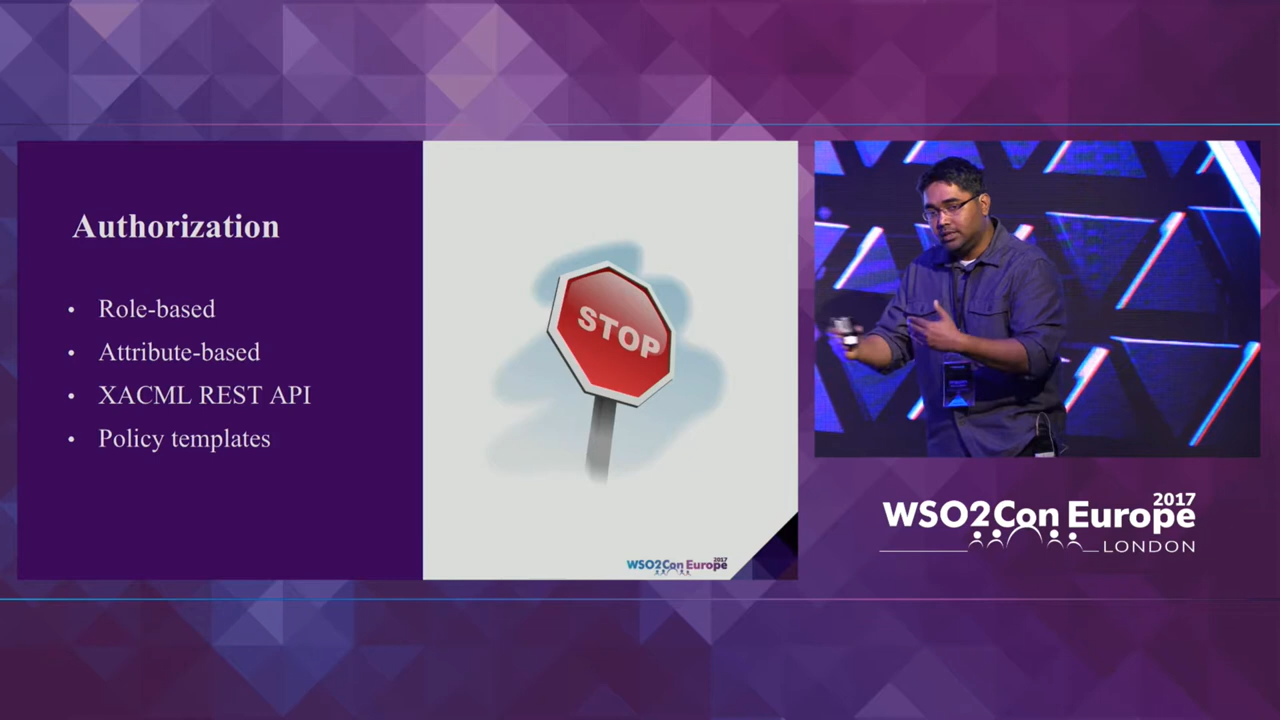 Authorization
• Role-based
• Attribute-based
• XACML REST API
• Policy templates
STOP
WSO2Con Europe 2017
WSO2Con Europe 2017
LONDON